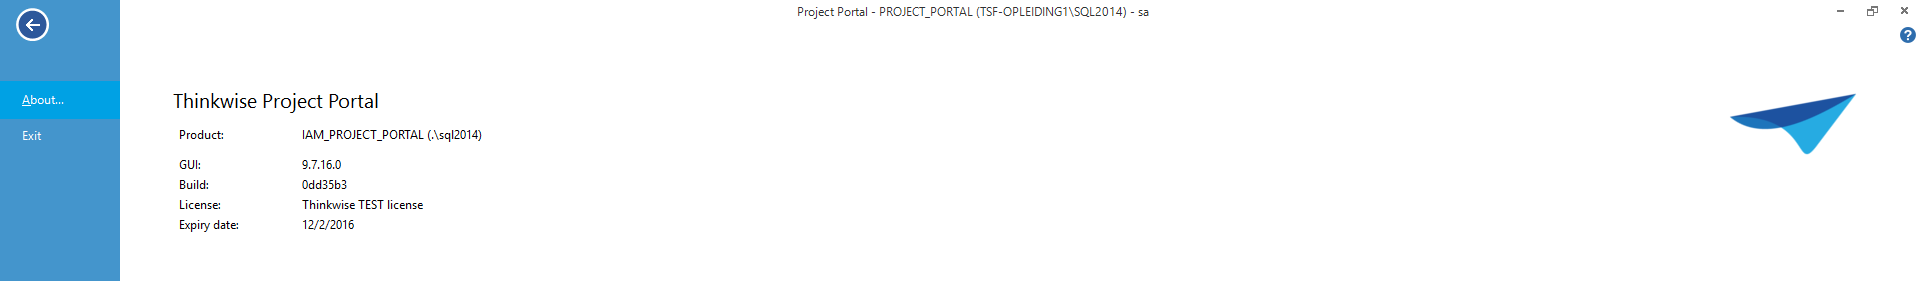 Project Portal - PROJECT_PORTAL (TSF-OPLEIDING1\SQL2014) - sa
?
About...
Exit
Thinkwise Project Portal
Product: IAM_PROJECT_PORTAL (.\sql2014)
GUI: 9.7.16.0
Build: 0dd35b3
License: Thinkwise TEST license
Expiry date: 12/2/2016